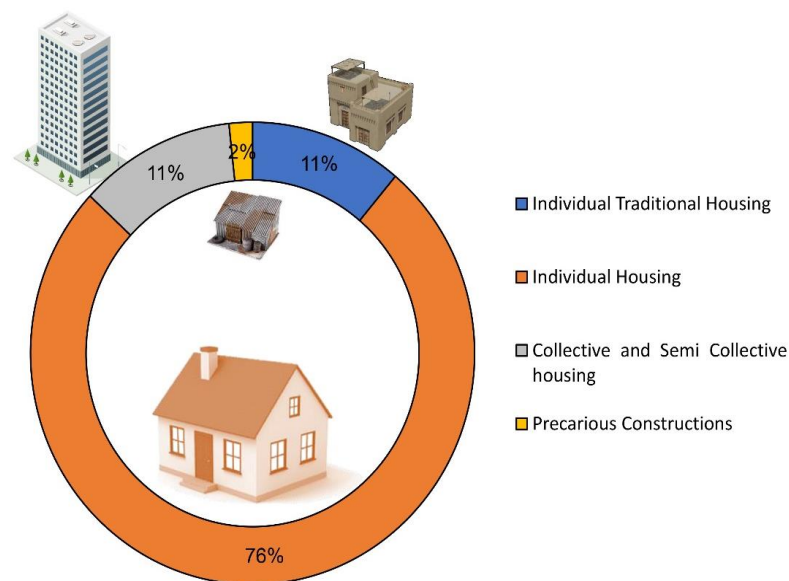 2%
11%
11%
76%
Individual Traditional Housing
Individual Housing
Collective and Semi Collective
housing
Precarious Constructions